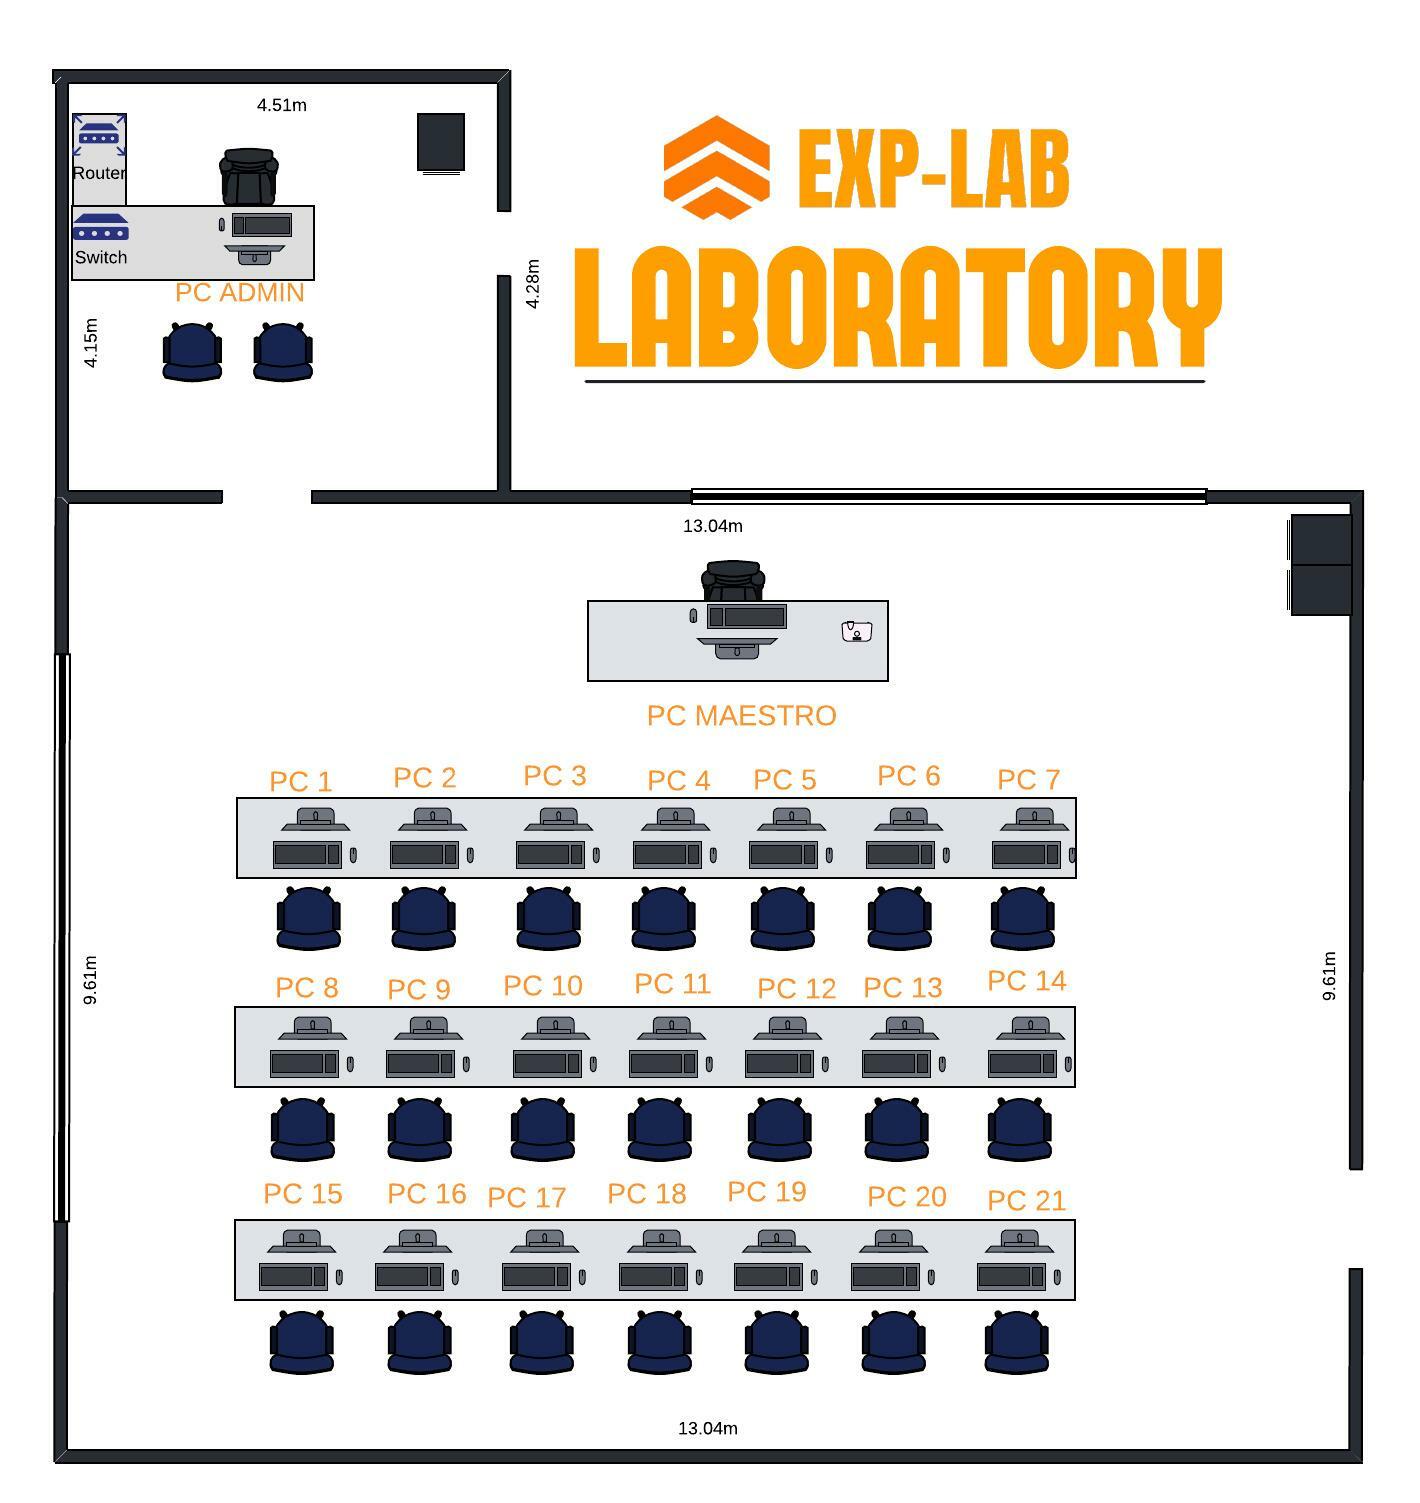 4.51m
EXP-LAB
LABORATORY
Router
Switch
PC ADMIN
4.28m
4.15m
13.04m
PC MAESTRO
PC 1 PC 2 PC 3 PC 4 PC 5 PC 6 PC 7
9.61m
9.61m
PC 8 PC 9 PC 10 PC 11 PC 12 PC 13 PC 14
PC 15 PC 16 PC 17 PC 18 PC 19 PC 20 PC 21
13.04m